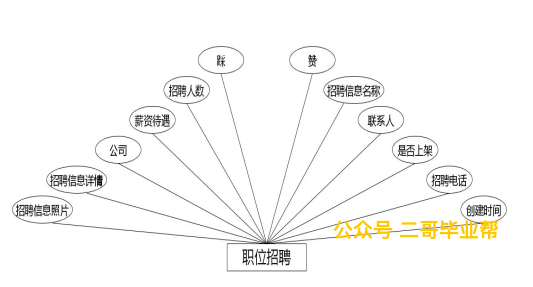 踩
赞
招聘人数
招聘信息名称
薪资待遇
联系人
公司
是否上架
招聘信息详情
招聘电话
招聘信息照片
创建时间
公众号 二哥毕业帮
职位招聘